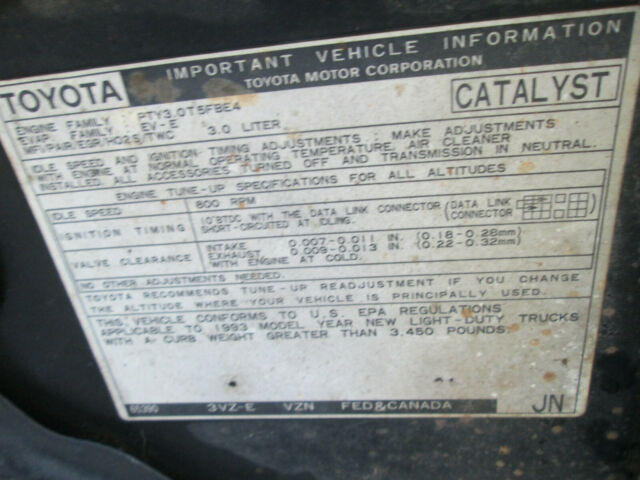 TOYOTA
IMPORTANT VEHICLE INFORMATION
TOYOTA MOTOR CORPORATION
CATALYST
ENGINE FAMILY PTY3.0T5FBE4
EVAP. FAMILY EV-E 3.0 LITER
MFI/PAIR/EGR/HO2S/TWC
IDLE SPEED AND IGNITION TIMING ADJUSTMENTS : MAKE ADJUSTMENTS
WITH ENGINE AT NORMAL OPERATING TEMPERATURE, AIR CLEANER
INSTALLED, ALL ACCESSORIES TURNED OFF AND TRANSMISSION IN NEUTRAL.
ENGINE TUNE-UP SPECIFICATIONS FOR ALL ALTITUDES
IDLE SPEED 800 RPM
IGNITION TIMING 10°BTDC WITH THE DATA LINK CONNECTOR (DATA LINK
SHORT-CIRCUITED AT IDLING. CONNECTOR
VALVE CLEARANCE INTAKE 0.007-0.011 IN. (0.18-0.28mm)
EXHAUST 0.009-0.013 IN. (0.22-0.32mm)
WITH ENGINE AT COLD.
NO OTHER ADJUSTMENTS NEEDED.
TOYOTA RECOMMENDS TUNE-UP READJUSTMENT IF YOU CHANGE
THE ALTITUDE WHERE YOUR VEHICLE IS PRINCIPALLY USED.
THIS VEHICLE CONFORMS TO U.S. EPA REGULATIONS
APPLICABLE TO 1993 MODEL YEAR NEW LIGHT-DUTY TRUCKS
WITH A CURB WEIGHT GREATER THAN 3,450 POUNDS.
65390 3VZ-E VZN FED&CANADA JN